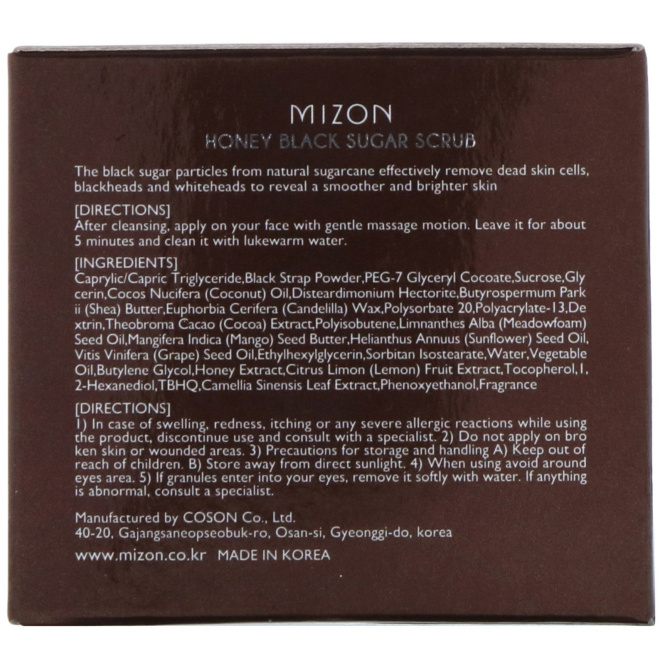 MIZON
HONEY BLACK SUGAR SCRUB
The black sugar particles from natural sugarcane effectively remove dead skin cells,
blackheads and whiteheads to reveal a smoother and brighter skin
[DIRECTIONS]
After cleansing, apply on your face with gentle massage motion. Leave it for about
5 minutes and clean it with lukewarm water.
[INGREDIENTS]
Caprylic/Capric Triglyceride,Black Strap Powder,PEG-7 Glyceryl Cocoate,Sucrose,Gly
cerin,Cocos Nucifera (Coconut) Oil,Disteardimonium Hectorite,Butyrospermum Park
ii (Shea) Butter,Euphorbia Cerifera (Candelilla) Wax,Polysorbate 20,Polyacrylate-13,De
xtrin,Theobroma Cacao (Cocoa) Extract,Polyisobutene,Limnanthes Alba (Meadowfoam)
Seed Oil,Mangifera Indica (Mango) Seed Butter,Helianthus Annuus (Sunflower) Seed Oil,
Vitis Vinifera (Grape) Seed Oil,Ethylhexylglycerin,Sorbitan Isostearate,Water,Vegetable
Oil,Butylene Glycol,Honey Extract,Citrus Limon (Lemon) Fruit Extract,Tocopherol,1,
2-Hexanediol,TBHQ,Camellia Sinensis Leaf Extract,Phenoxyethanol,Fragrance
[DIRECTIONS]
1) In case of swelling, redness, itching or any severe allergic reactions while using
the product, discontinue use and consult with a specialist. 2) Do not apply on bro
ken skin or wounded areas. 3) Precautions for storage and handling A) Keep out of
reach of children. B) Store away from direct sunlight. 4) When using avoid around
eyes area. 5) If granules enter into your eyes, remove it softly with water. If anything
is abnormal, consult a specialist.
Manufactured by COSON Co., Ltd.
40-20, Gajangsaneopseobuk-ro, Osan-si, Gyeonggi-do, korea
www.mizon.co.kr MADE IN KOREA